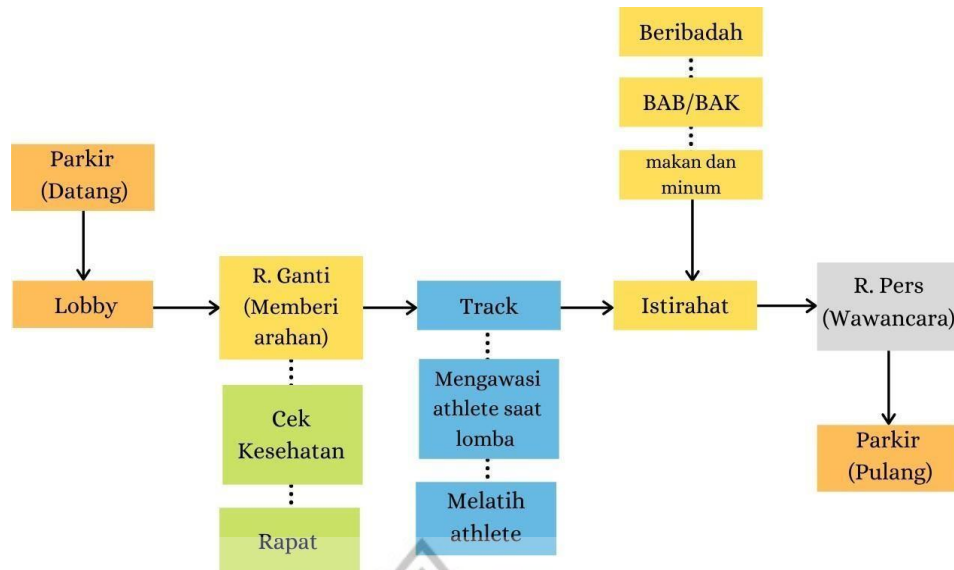 Beribadah
BAB/BAK
makan dan
minum
Parkir
(Datang)
Lobby
R. Ganti
(Memberi
arahan)
Track
Istirahat
R. Pers
(Wawancara)
Cek
Kesehatan
Rapat
Mengawasi
athlete saat
lomba
Melatih
athlete
Parkir
(Pulang)